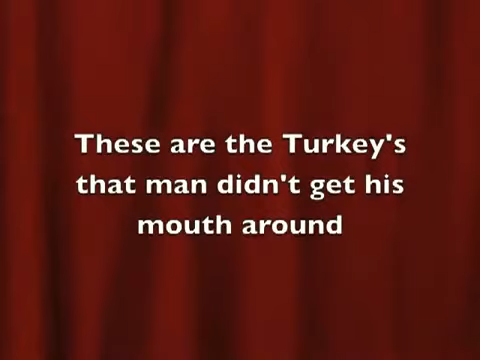 These are the Turkey's
that man didn't get his
mouth around